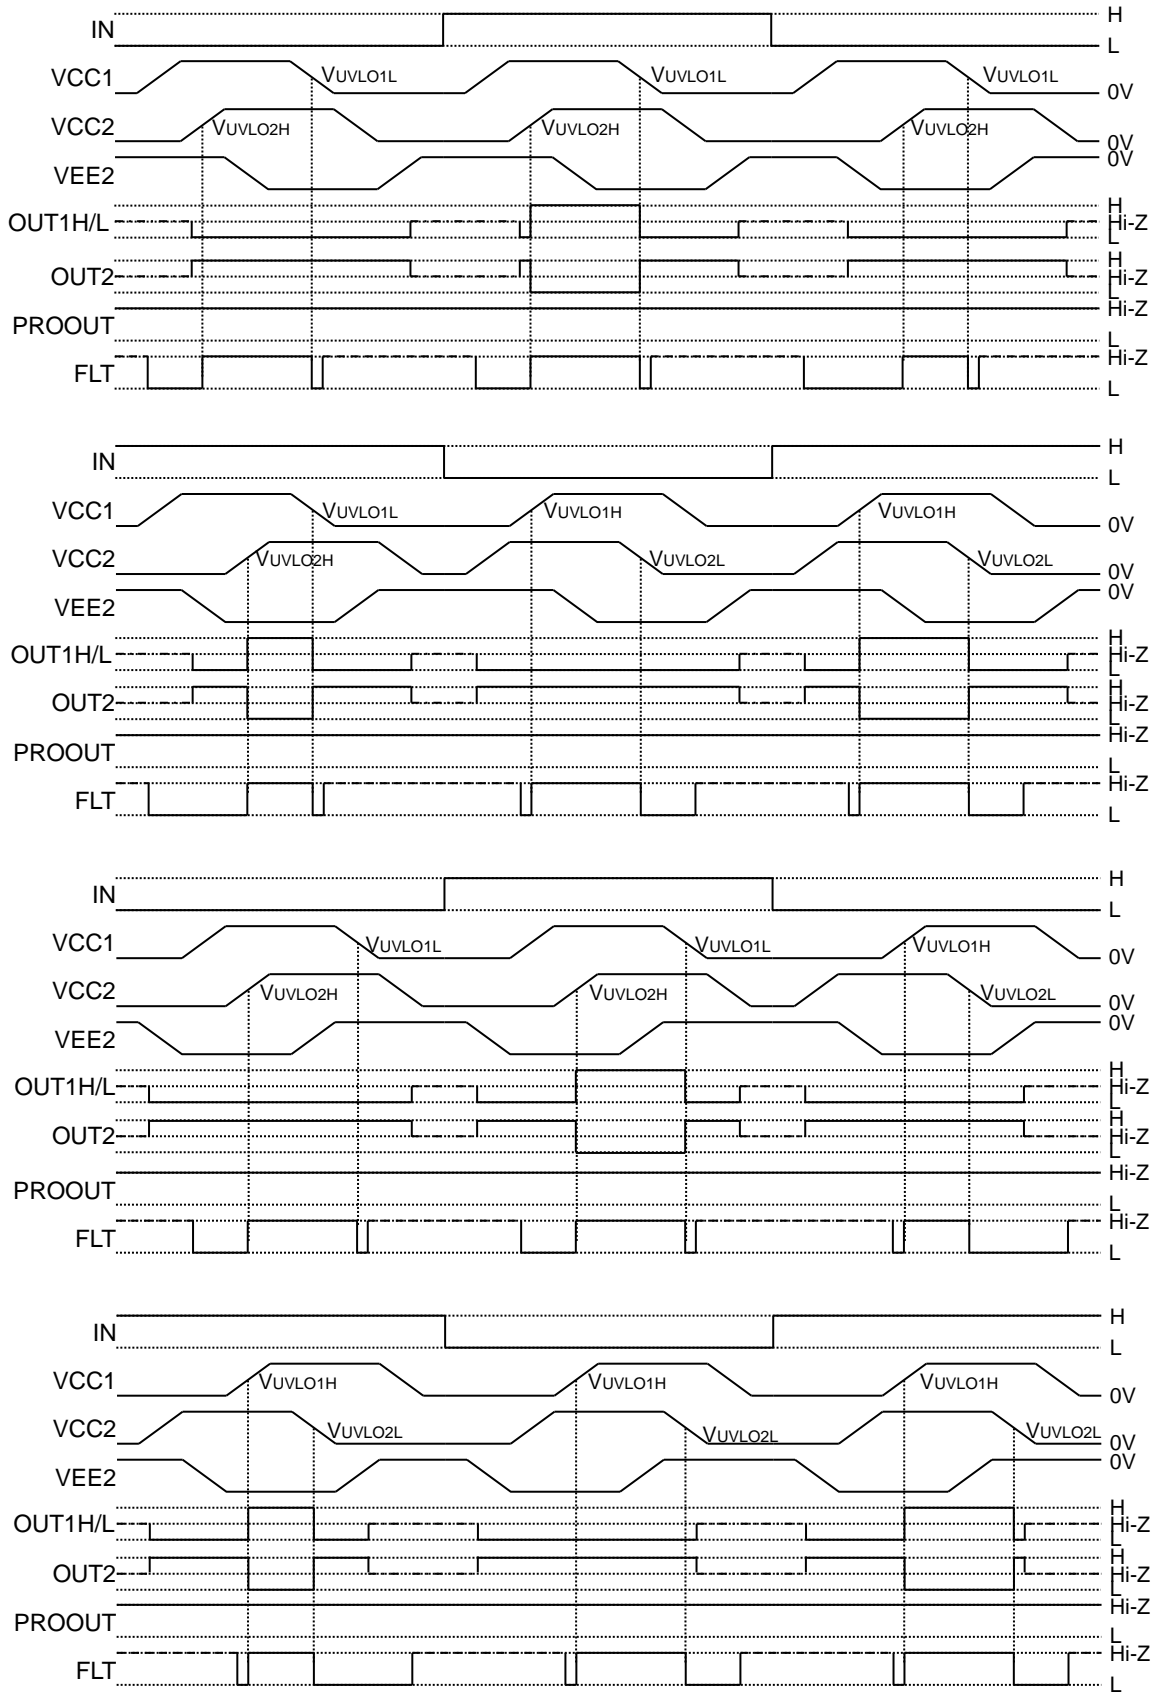 IN H
L
VCC1 VUVLO1L VUVLO1L VUVLO1L 0V
VCC2 VUVLO2H VUVLO2H VUVLO2H 0V
VEE2 0V
OUT1H/L H
Hi-Z
L
OUT2 H
Hi-Z
L
PROOUT Hi-Z
L
FLT Hi-Z
L
IN H
L
VCC1 VUVLO1L VUVLO1H VUVLO1H 0V
VCC2 VUVLO2H VUVLO2L VUVLO2L 0V
VEE2 0V
OUT1H/L H
Hi-Z
L
OUT2 H
Hi-Z
L
PROOUT Hi-Z
L
FLT Hi-Z
L
IN H
L
VCC1 VUVLO1L VUVLO1L VUVLO1H 0V
VCC2 VUVLO2H VUVLO2H VUVLO2L 0V
VEE2 0V
OUT1H/L H
Hi-Z
L
OUT2 H
Hi-Z
L
PROOUT Hi-Z
L
FLT Hi-Z
L
IN H
L
VCC1 VUVLO1H VUVLO1H VUVLO1H 0V
VCC2 VUVLO2L VUVLO2L VUVLO2L 0V
VEE2 0V
OUT1H/L H
Hi-Z
L
OUT2 H
Hi-Z
L
PROOUT Hi-Z
L
FLT Hi-Z
L